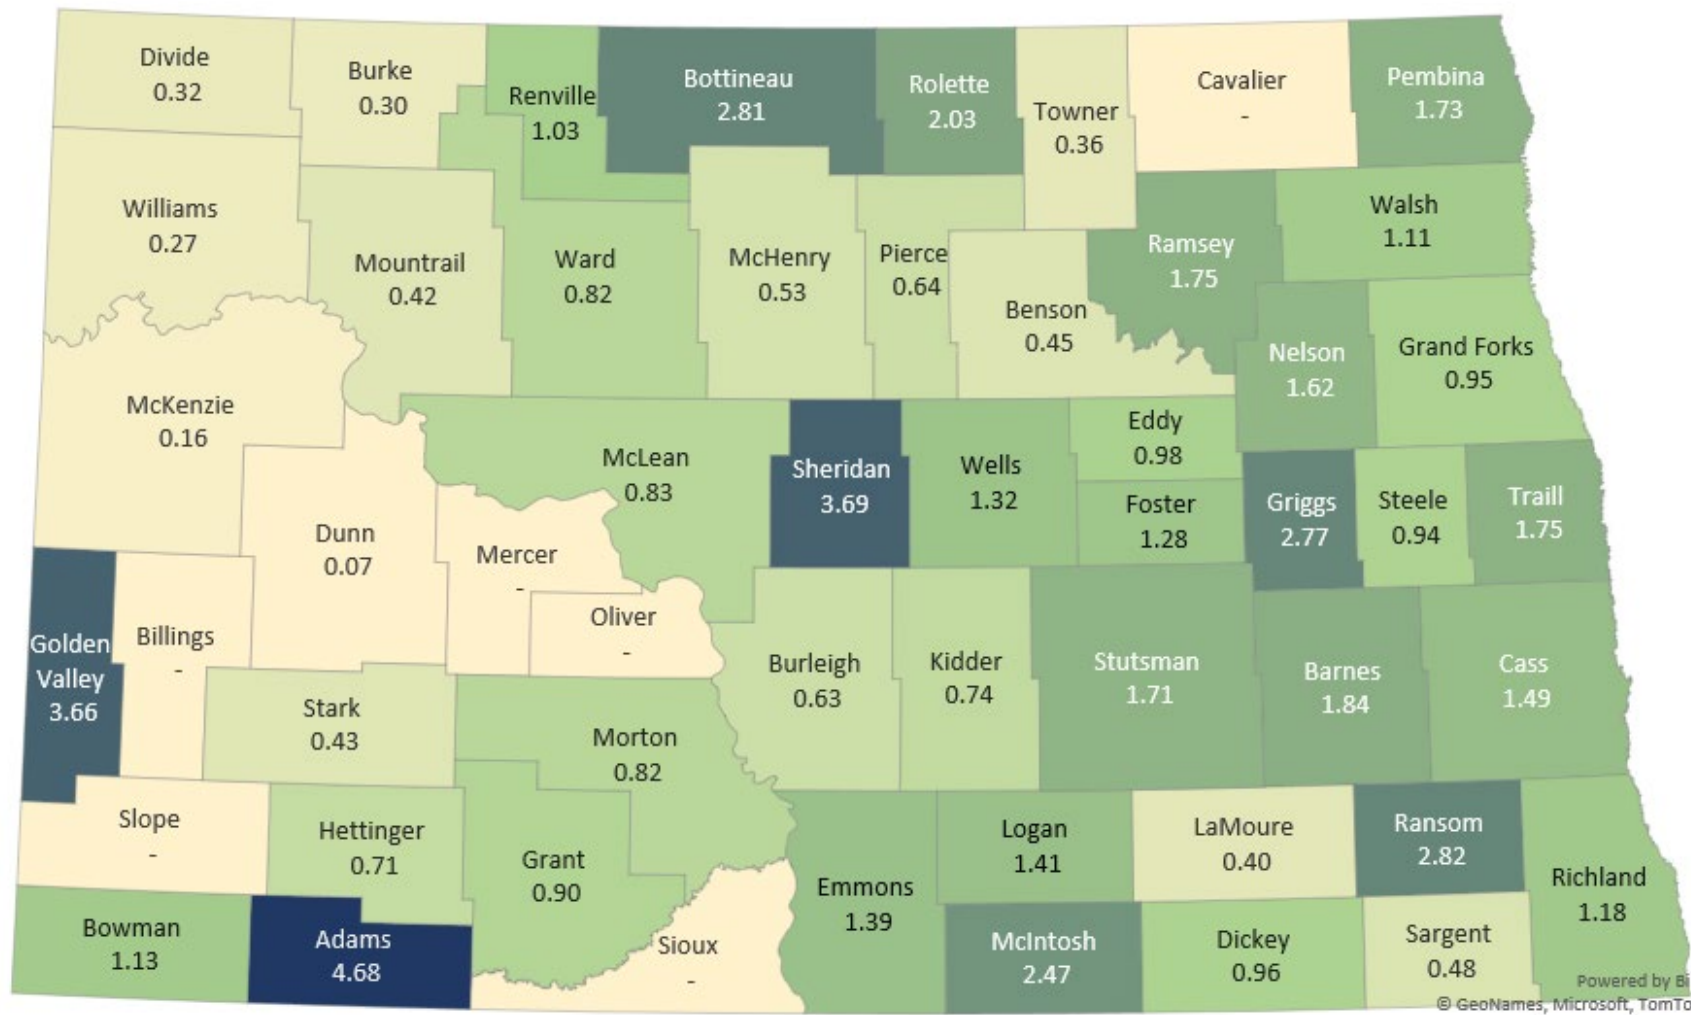 Divide
0.32
Burke
0.30
Renville
1.03
Bottineau
2.81
Rolette
2.03
Towner
0.36
Cavalier
-
Pembina
1.73
Williams
0.27
Mountrail
0.42
Ward
0.82
McHenry
0.53
Pierce
0.64
Benson
0.45
Ramsey
1.75
Walsh
1.11
Nelson
1.62
Grand Forks
0.95
McKenzie
0.16
Dunn
0.07
McLean
0.83
Mercer
-
Oliver
-
Sheridan
3.69
Wells
1.32
Eddy
0.98
Foster
1.28
Griggs
2.77
Steele
0.94
Traill
1.75
Golden
Valley
3.66
Billings
-
Stark
0.43
Morton
0.82
Burleigh
0.63
Kidder
0.74
Stutsman
1.71
Barnes
1.84
Cass
1.49
Slope
-
Hettinger
0.71
Grant
0.90
Emmons
1.39
Logan
1.41
LaMoure
0.40
Ransom
2.82
Richland
1.18
Bowman
1.13
Adams
4.68
Sioux
-
McIntosh
2.47
Dickey
0.96
Sargent
0.48
Powered by Bi
© GeoNames, Microsoft, TomTo